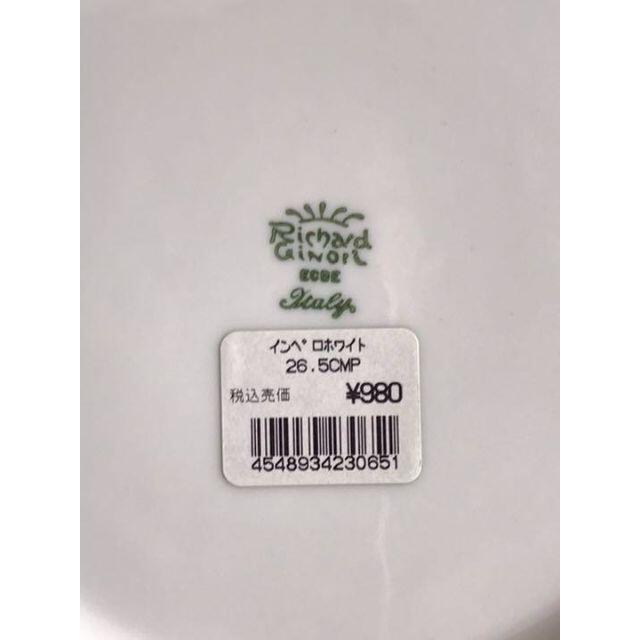 Richard
Ginori
ECBE
Italy
インペロホワイト
26.5CMP
税込売価 ¥980
4548934230651